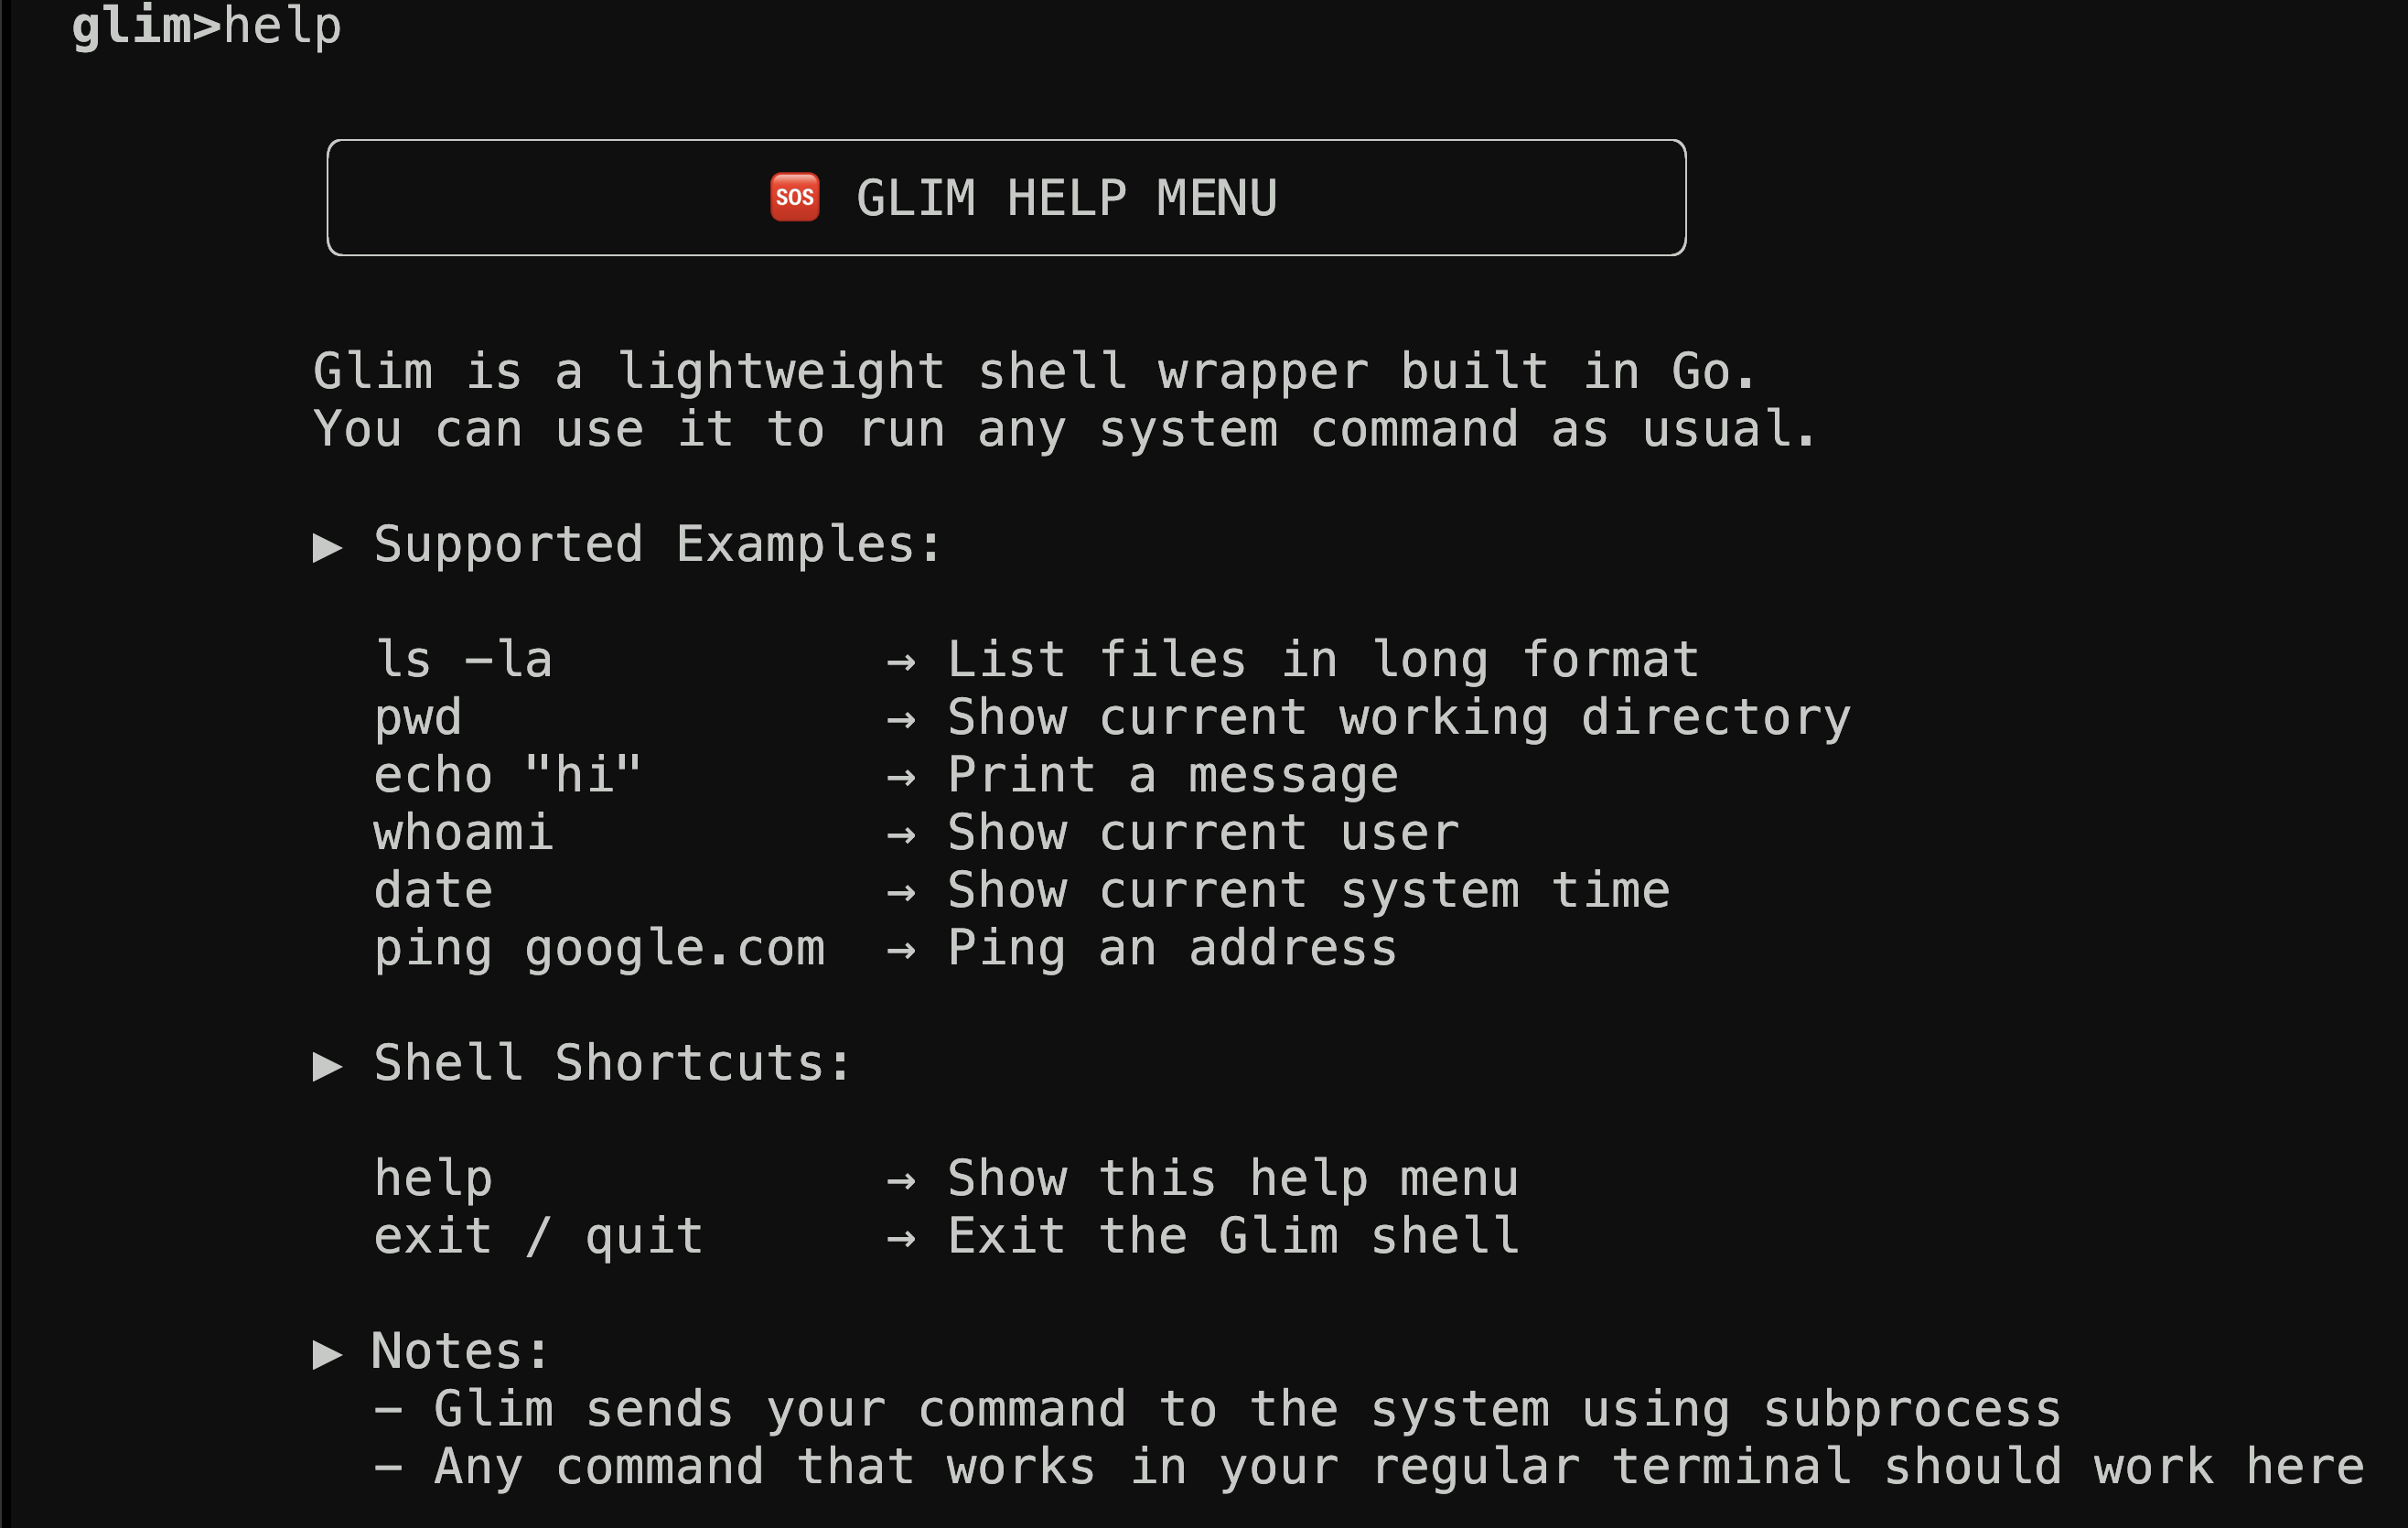 glim>help
🆘 GLIM HELP MENU
Glim is a lightweight shell wrapper built in Go.
You can use it to run any system command as usual.
▶ Supported Examples:
ls -la → List files in long format
pwd → Show current working directory
echo "hi" → Print a message
whoami → Show current user
date → Show current system time
ping google.com → Ping an address
▶ Shell Shortcuts:
help → Show this help menu
exit / quit → Exit the Glim shell
▶ Notes:
- Glim sends your command to the system using subprocess
- Any command that works in your regular terminal should work here